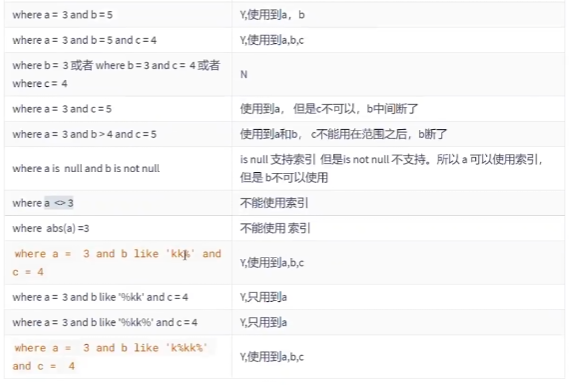 where a = 3 and b = 5 Y,使用到a，b
where a = 3 and b = 5 and c = 4 Y,使用到a,b,c
where b = 3 或者 where b = 3 and c = 4 或者 N
where c = 4
where a = 3 and c = 5 使用到a， 但是c不可以，b中间断了
where a = 3 and b > 4 and c = 5 使用到a和b， c不能用在范围之后，b断了
where a is null and b is not null is null 支持索引 但是is not null 不支持。所以 a 可以使用索引，
但是 b不可以使用
where a <> 3 不能使用索引
where abs(a) =3 不能使用 索引
where a = 3 and b like 'kk%' and Y,使用到a,b,c
c = 4
where a = 3 and b like '%kk' and c = 4 Y,只用到a
where a = 3 and b like '%kk%' and c = 4 Y,只用到a
where a = 3 and b like 'k%kk%' Y,使用到a,b,c
and c = 4